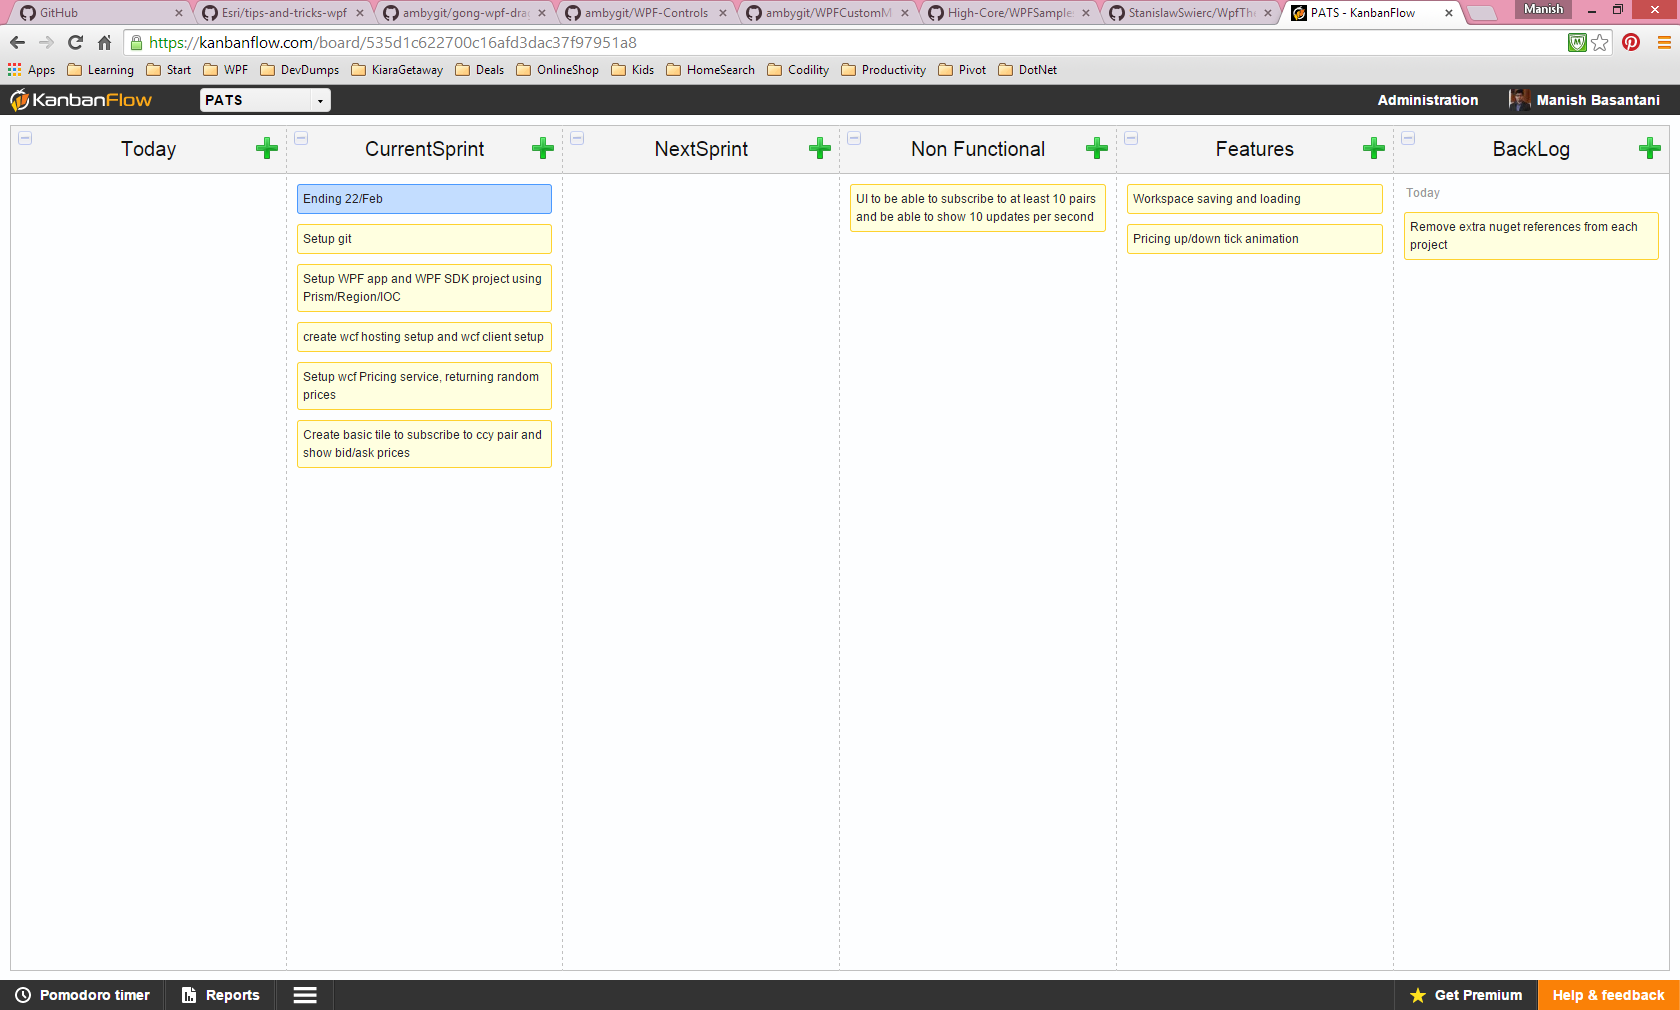 GitHub
Esri/tips-and-tricks-wpf
ambygit/gong-wpf-dra
ambygit/WPF-Controls
ambygit/WPFCustomM
High-Core/WPFSample
StanislawSwierc/WpfThe
PATS - KanbanFlow
Manish
https://kanbanflow.com/board/535d1c622700c16afd3dac37f97951a8
Apps
Learning
Start
WPF
DevDumps
KiaraGetaway
Deals
OnlineShop
Kids
HomeSearch
Codility
Productivity
Pivot
DotNet
KanbanFlow
PATS
Administration
Manish Basantani
Today
CurrentSprint
NextSprint
Non Functional
Features
BackLog
Ending 22/Feb
Setup git
Setup WPF app and WPF SDK project using
Prism/Region/IOC
create wcf hosting setup and wcf client setup
Setup wcf Pricing service, returning random
prices
Create basic tile to subscribe to ccy pair and
show bid/ask prices
UI to be able to subscribe to at least 10 pairs
and be able to show 10 updates per second
Workspace saving and loading
Pricing up/down tick animation
Today
Remove extra nuget references from each
project
Pomodoro timer
Reports
Get Premium
Help & feedback